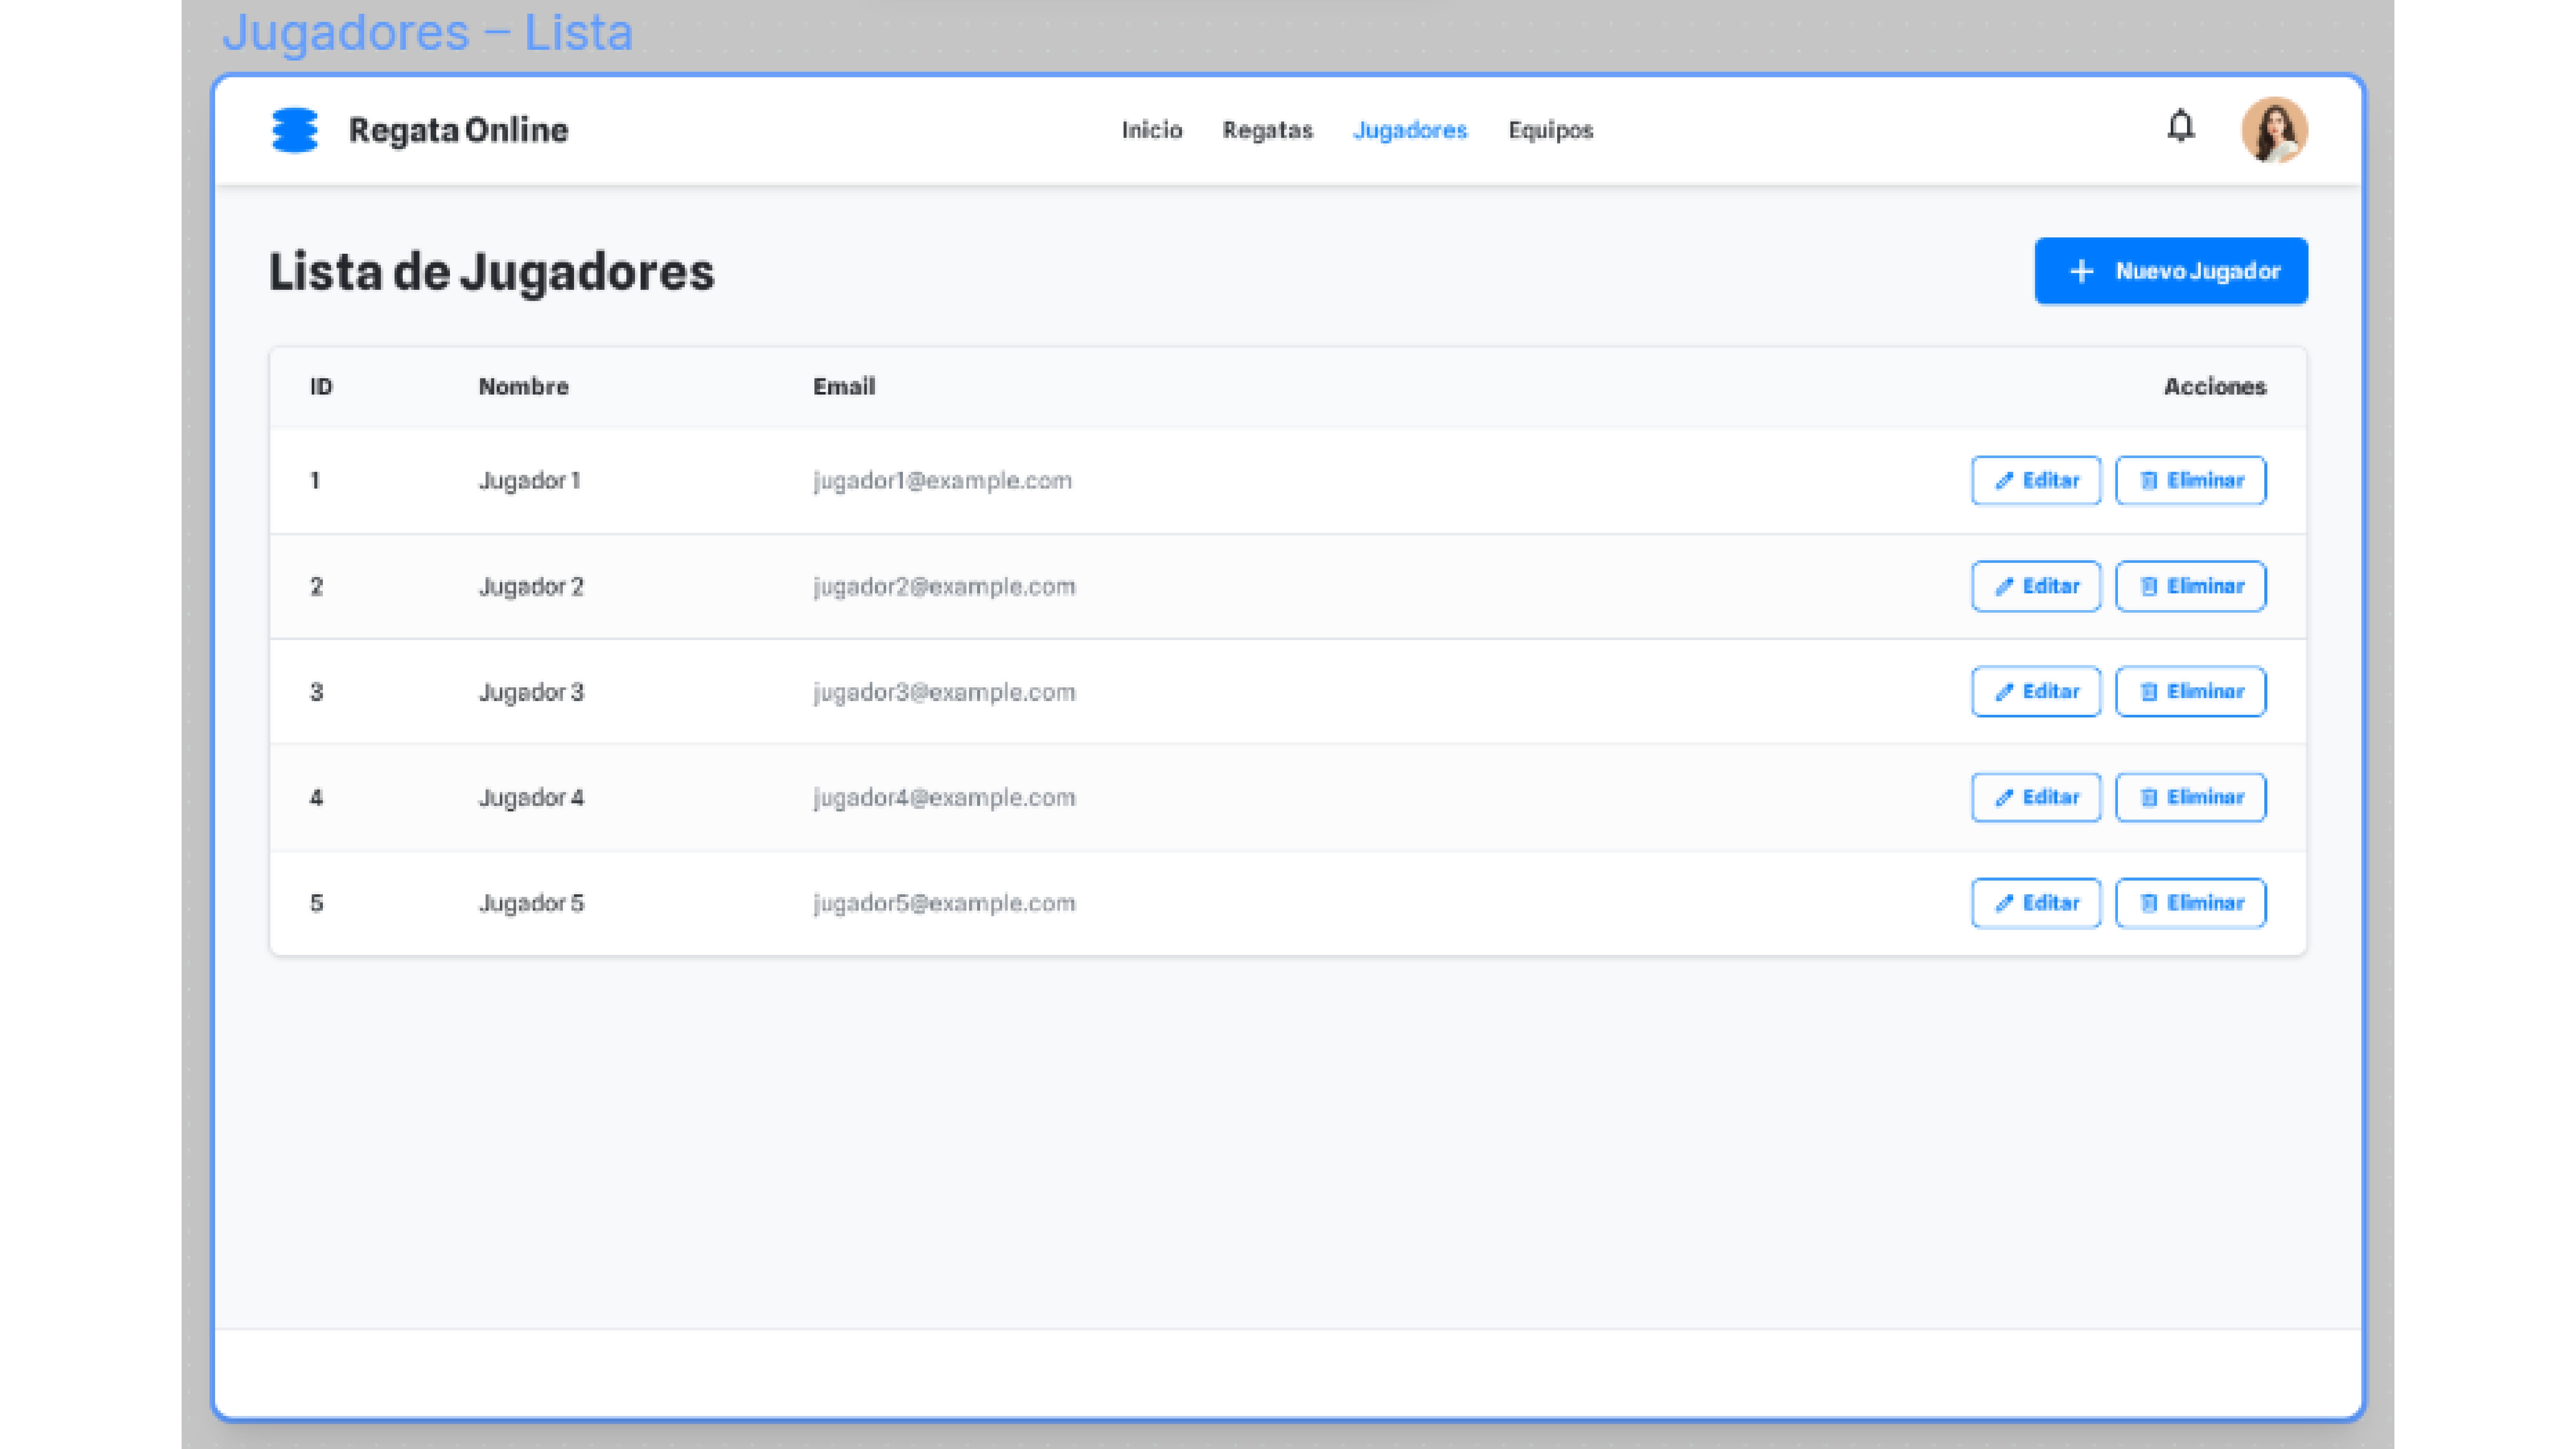 Jugadores – Lista
Regata Online
Inicio Regatas Jugadores Equipos
Lista de Jugadores
Nuevo Jugador
ID Nombre Email Acciones
1 Jugador 1 jugador1@example.com Editar Eliminar
2 Jugador 2 jugador2@example.com Editar Eliminar
3 Jugador 3 jugador3@example.com Editar Eliminar
4 Jugador 4 jugador4@example.com Editar Eliminar
5 Jugador 5 jugador5@example.com Editar Eliminar